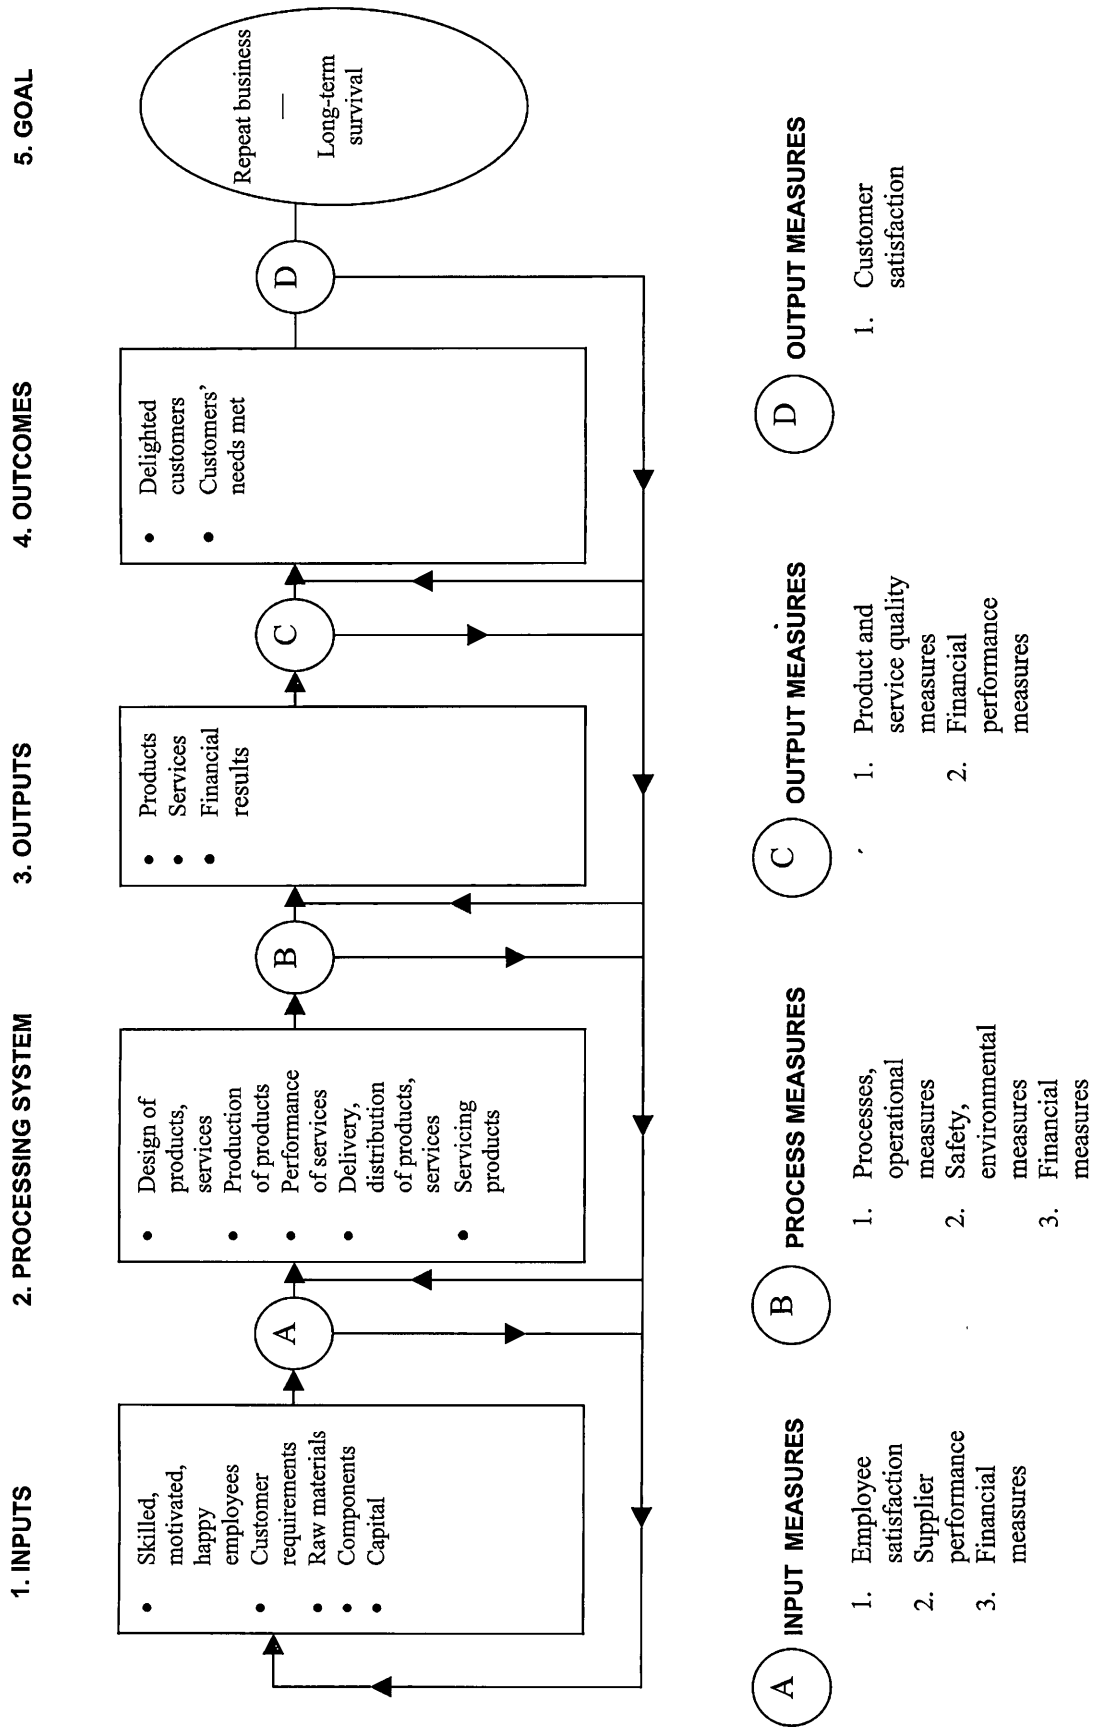 1. INPUTS
2. PROCESSING SYSTEM
3. OUTPUTS
4. OUTCOMES
5. GOAL
• Skilled,
motivated,
happy
employees
• Customer
requirements
• Raw materials
• Components
• Capital
A
• Design of
products,
services
• Production
of products
• Performance
of services
• Delivery,
distribution
of products,
services
• Servicing
products
B
• Products
• Services
• Financial
results
C
• Delighted
customers
• Customers’
needs met
D
Repeat business
—
Long-term
survival
A INPUT MEASURES
1. Employee
satisfaction
2. Supplier
performance
3. Financial
measures
B PROCESS MEASURES
1. Processes,
operational
measures
2. Safety,
environmental
measures
3. Financial
measures
C OUTPUT MEASURES
1. Product and
service quality
measures
2. Financial
performance
measures
D OUTPUT MEASURES
1. Customer
satisfaction